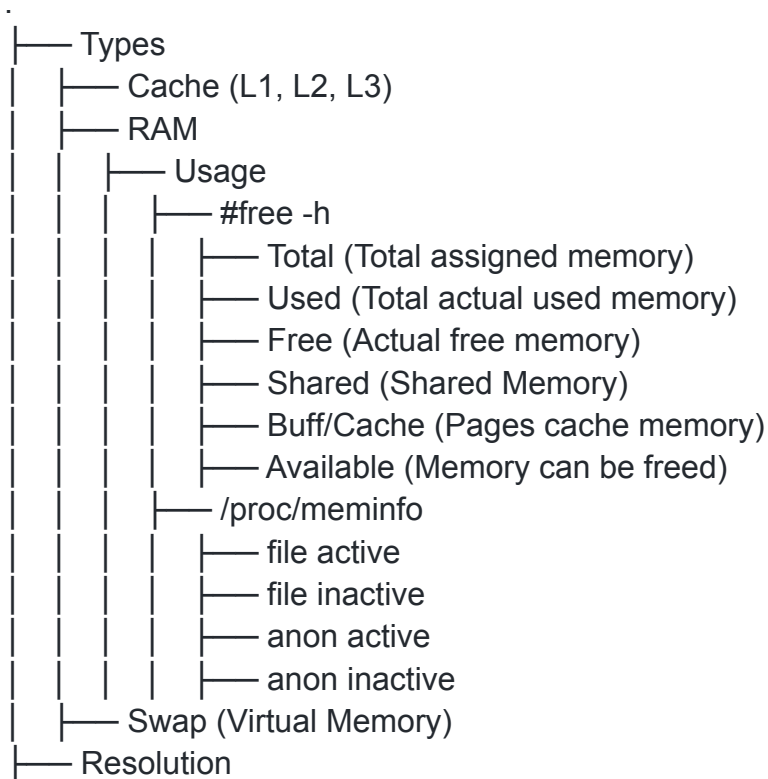 .
├── Types
│ ├── Cache (L1, L2, L3)
│ ├── RAM
│ │ ├── Usage
│ │ │ ├── #free -h
│ │ │ │ ├── Total (Total assigned memory)
│ │ │ │ ├── Used (Total actual used memory)
│ │ │ │ ├── Free (Actual free memory)
│ │ │ │ ├── Shared (Shared Memory)
│ │ │ │ ├── Buff/Cache (Pages cache memory)
│ │ │ │ ├── Available (Memory can be freed)
│ │ │ ├── /proc/meminfo
│ │ │ │ ├── file active
│ │ │ │ ├── file inactive
│ │ │ │ ├── anon active
│ │ │ │ ├── anon inactive
│ ├── Swap (Virtual Memory)
├── Resolution